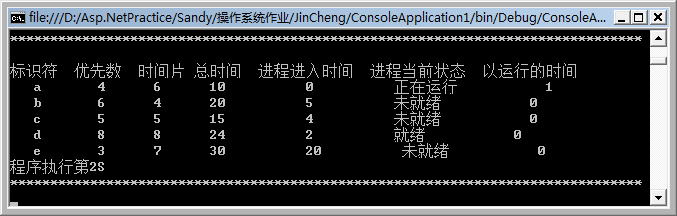 file:///D:/Asp.NetPractice/Sandy/操作系统作业/JinCheng/ConsoleApplication1/bin/Debug/ConsoleA...
标识符 优先数 时间片 总时间 进程进入时间 进程当前状态 以运行的时间
a 4 6 10 0 正在运行 1
b 6 4 20 5 未就绪 0
c 5 5 15 4 未就绪 0
d 8 8 24 2 就绪 0
e 3 7 30 20 未就绪 0
程序执行第2S